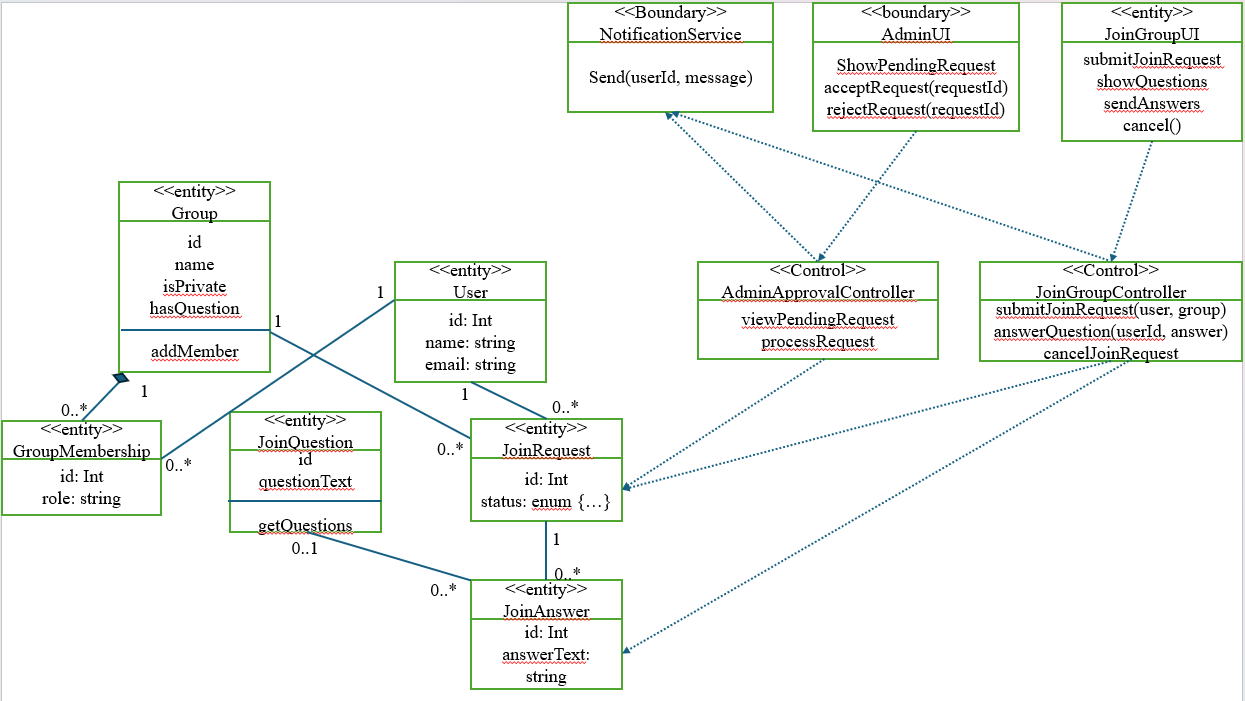 <<Boundary>>
NotificationService
Send(userId, message)
<<boundary>>
AdminUI
ShowPendingRequest
acceptRequest(requestId)
rejectRequest(requestId)
<<entity>>
JoinGroupUI
submitJoinRequest
showQuestions
sendAnswers
cancel()
<<entity>>
Group
id
name
isPrivate
hasQuestion
addMember
1
1
0..*
<<entity>>
User
id: Int
name: string
email: string
1
1
0..*
<<Control>>
AdminApprovalController
viewPendingRequest
processRequest
<<Control>>
JoinGroupController
submitJoinRequest(user, group)
answerQuestion(userId, answer)
cancelJoinRequest
<<entity>>
GroupMembership
id: Int
role: string
0..*
<<entity>>
JoinQuestion
id
questionText
getQuestions
0..1
0..*
<<entity>>
JoinRequest
id: Int
status: enum {...}
1
0..*
0..*
<<entity>>
JoinAnswer
id: Int
answerText:
string